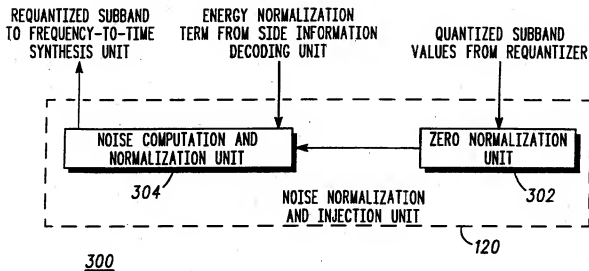 REQUANTIZED SUBBAND
TO FREQUENCY-TO-TIME
SYNTHESIS UNIT
ENERGY NORMALIZATION
TERM FROM SIDE INFORMATION
DECODING UNIT
QUANTIZED SUBBAND
VALUES FROM REQUANTIZER
NOISE COMPUTATION AND
NORMALIZATION UNIT
304
ZERO NORMALIZATION
UNIT
302
NOISE NORMALIZATION
AND INJECTION UNIT
120
300